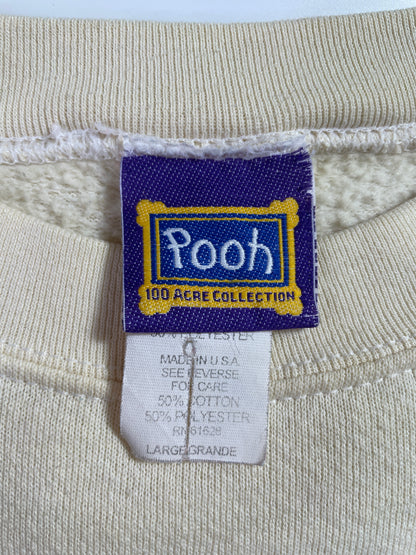 Pooh
100 ACRE COLLECTION
MADE IN U.S.A
SEE REVERSE
FOR CARE
50% COTTON
50% POLYESTER
RN 61628
LARGE GRANDE